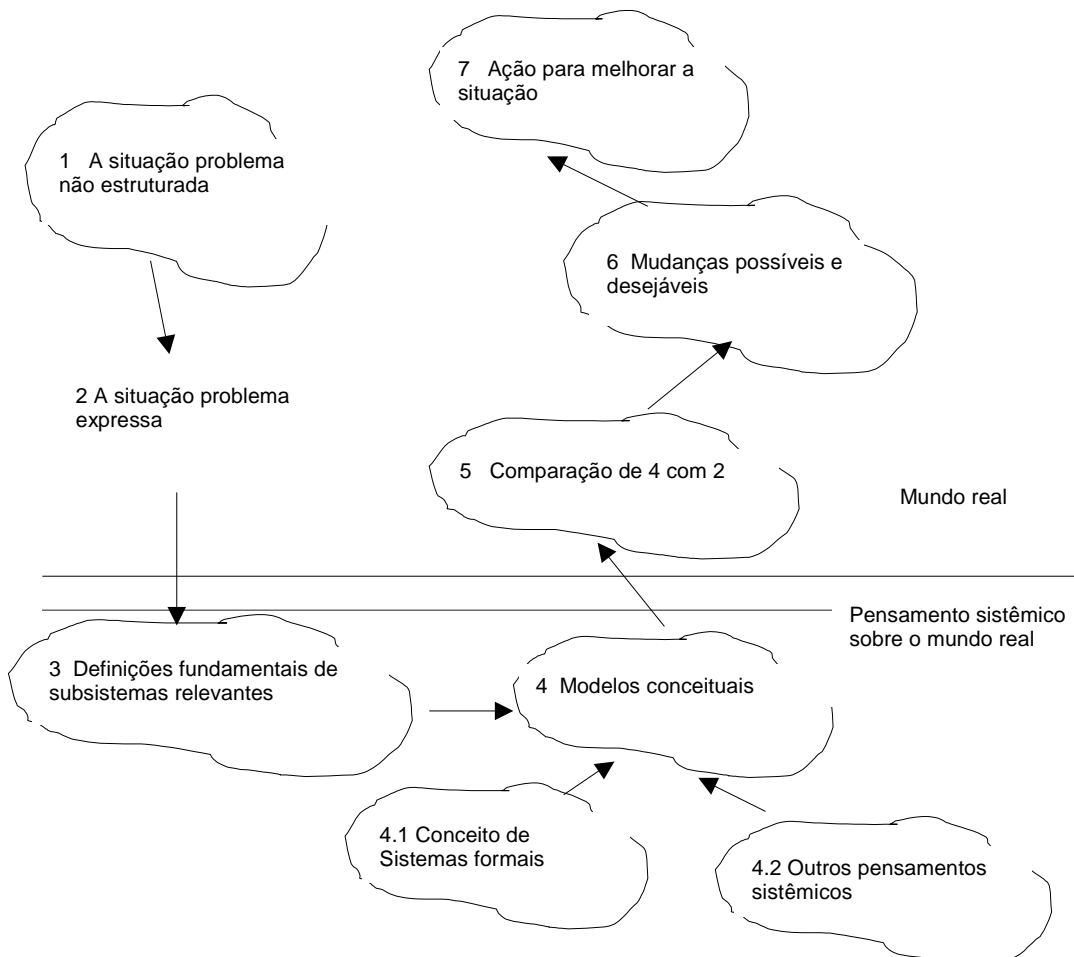 7 Ação para melhorar a
situação
1 A situação problema
não estruturada
6 Mudanças possíveis e
desejáveis
2 A situação problema
expressa
5 Comparação de 4 com 2
Mundo real
Pensamento sistêmico
sobre o mundo real
3 Definições fundamentais de
subsistemas relevantes
4 Modelos conceituais
4.1 Conceito de
Sistemas formais
4.2 Outros pensamentos
sistêmicos